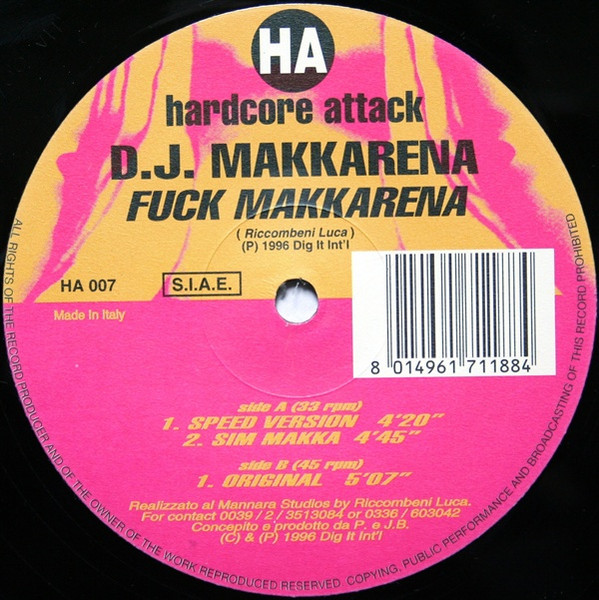 HA
hardcore attack
D.J. MAKKARENA
FUCK MAKKARENA
( Riccombeni Luca )
(P) 1996 Dig It Int'l
HA 007
S.I.A.E.
Made In Italy
8 014961 711884
side A (33 rpm)
1. SPEED VERSION 4'20"
2. SIM MAKKA 4'45"
side B (45 rpm)
1. ORIGINAL 5'07"
Realizzato al Mannara Studios by Riccombeni Luca.
For contact 0039 / 2 / 3513084 or 0336 / 603042
Concepito e prodotto da P. e J.B.
(C) & (P) 1996 Dig It Int'l
ALL RIGHTS OF THE RECORD PRODUCER AND OF THE OWNER OF THE WORK REPRODUCED RESERVED. COPYING, PUBLIC PERFORMANCE AND BROADCASTING OF THIS RECORD PROHIBITED